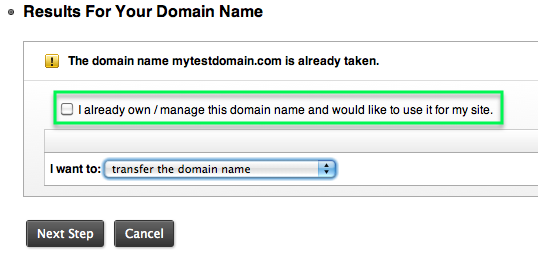 Results For Your Domain Name
The domain name mytestdomain.com is already taken.
I already own / manage this domain name and would like to use it for my site.
I want to: transfer the domain name
Next Step Cancel